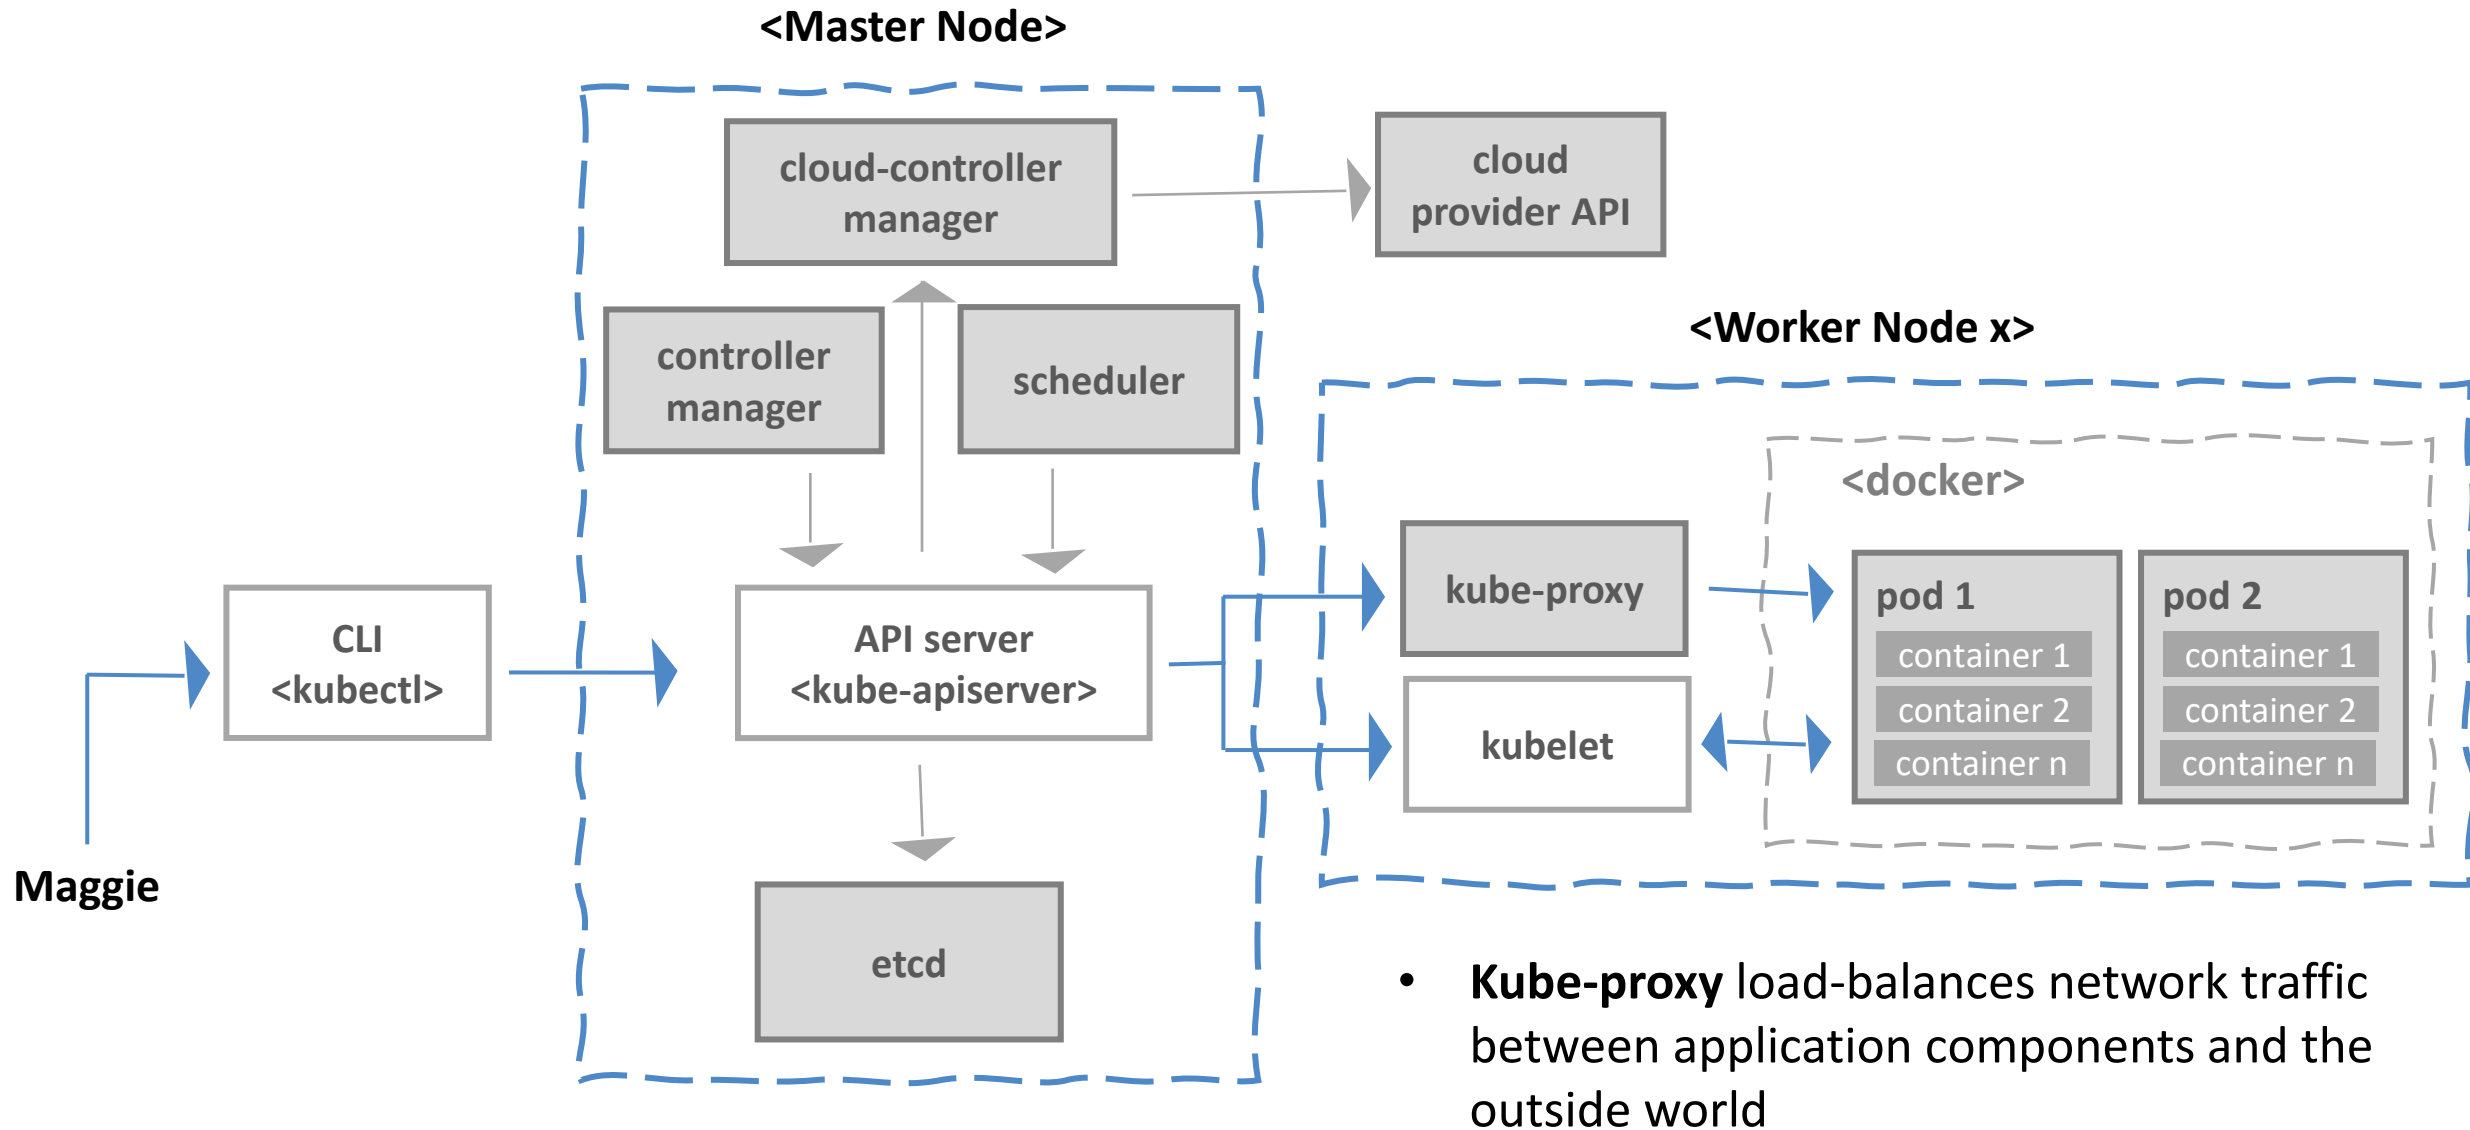 <Master Node>
cloud-controller
manager
cloud
provider API
controller
manager
scheduler
<Worker Node x>
<docker>
CLI
<kubectl>
API server
<kube-apiserver>
kube-proxy
kubelet
pod 1
container 1
container 2
container n
pod 2
container 1
container 2
container n
Maggie
etcd
• Kube-proxy load-balances network traffic
between application components and the
outside world